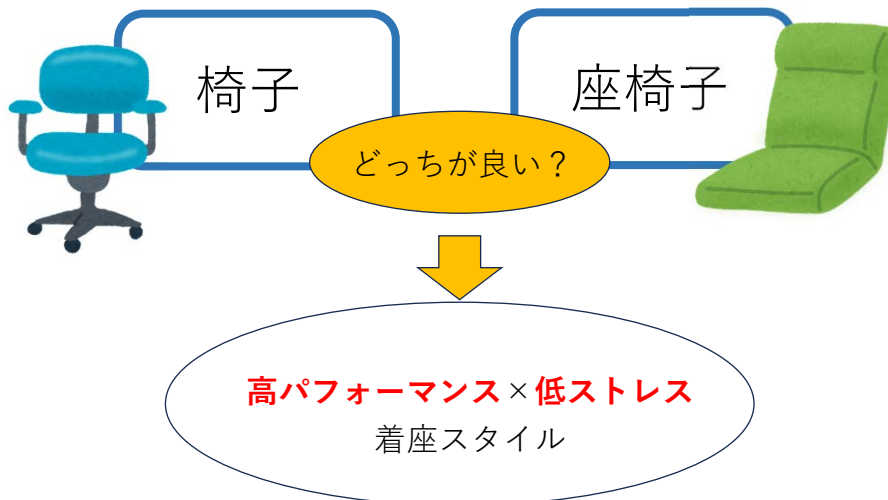 椅子
座椅子
どっちが良い？
高パフォーマンス×低ストレス
着座スタイル